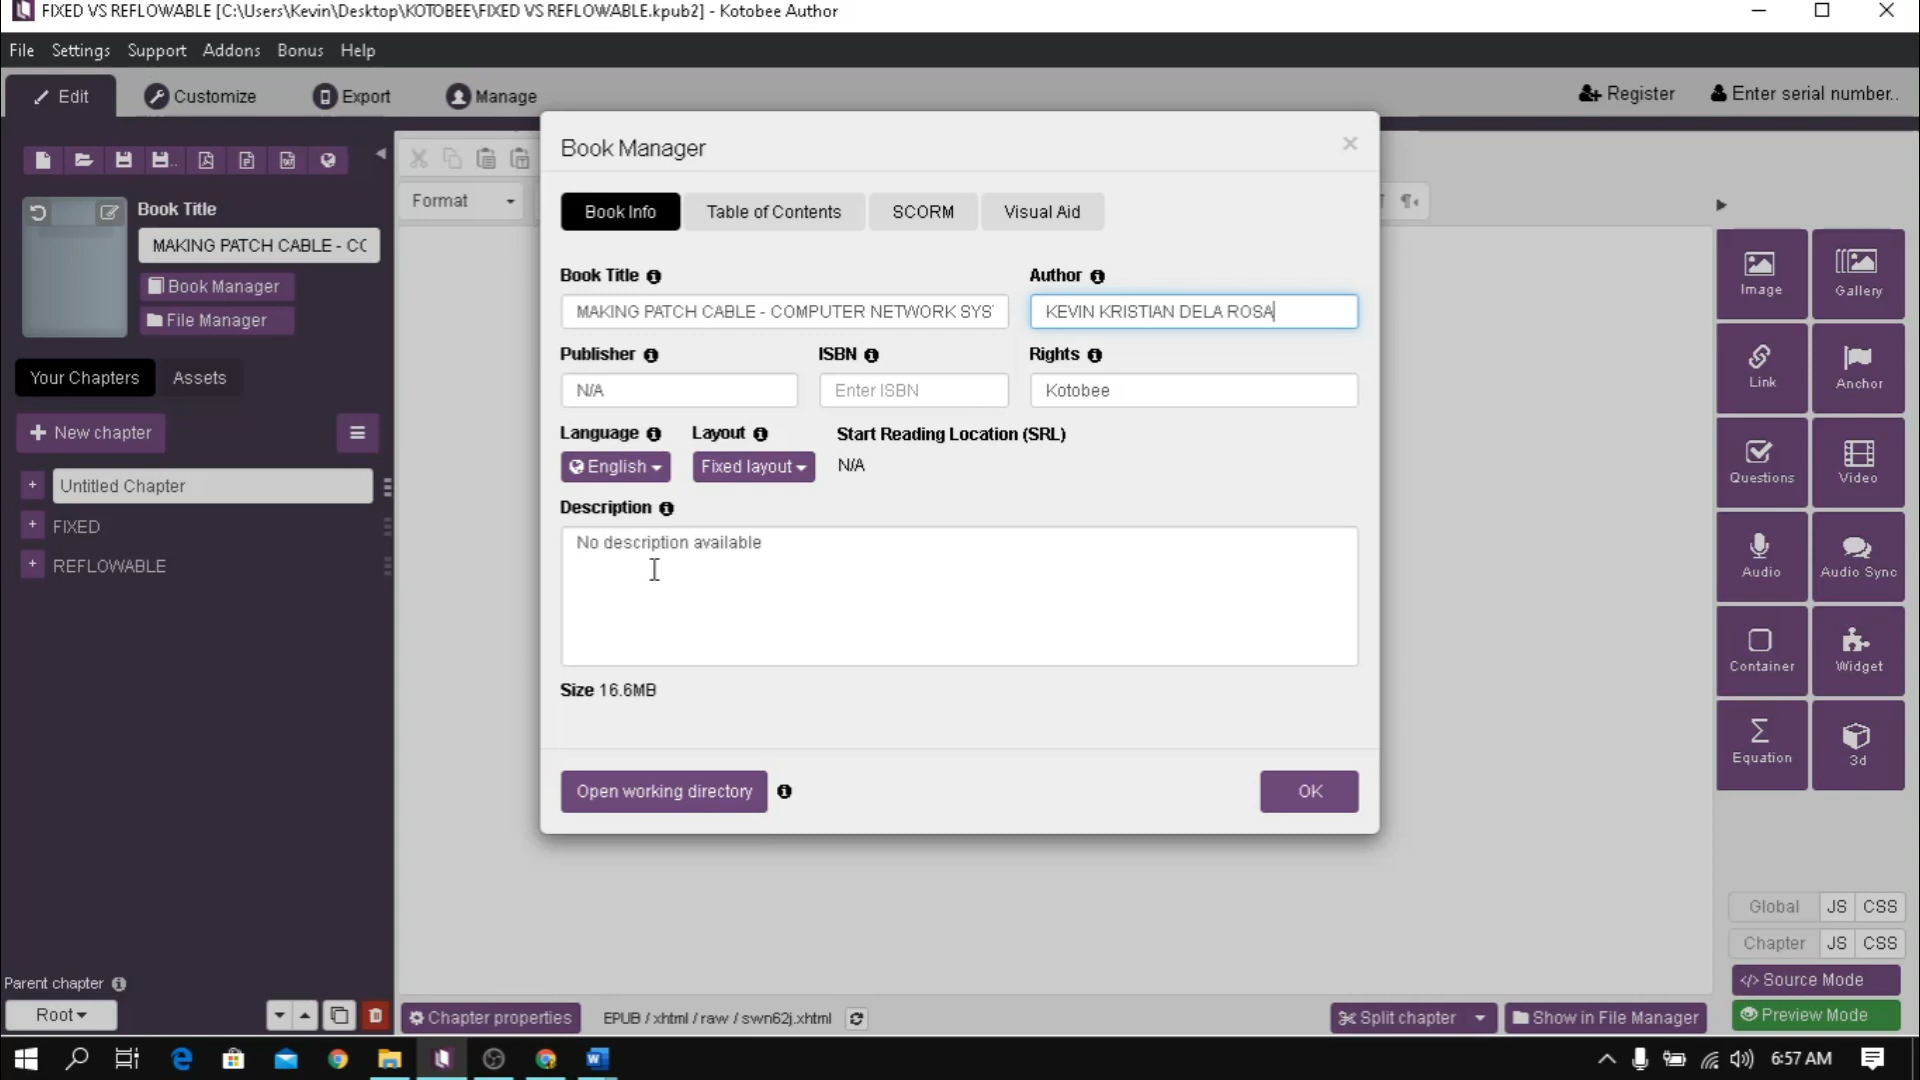 FIXED VS REFLOWABLE [C:\Users\Kevin\Desktop\KOTOBEE\FIXED VS REFLOWABLE.kpub2] - Kotobee Author
File Settings Support Addons Bonus Help
Edit Customize Export Manage Register Enter serial number..
Book Title
MAKING PATCH CABLE - CC
Book Manager
File Manager
Your Chapters Assets
New chapter
Untitled Chapter
FIXED
REFLOWABLE
Parent chapter
Root
Format
Book Manager
Book Info Table of Contents SCORM Visual Aid
Book Title Author
MAKING PATCH CABLE - COMPUTER NETWORK SYS KEVIN KRISTIAN DELA ROSA
Publisher ISBN Rights
N/A Enter ISBN Kotobee
Language Layout Start Reading Location (SRL)
English Fixed layout N/A
Description
No description available
Size 16.6MB
Open working directory OK
Image Gallery
Link Anchor
Questions Video
Audio Audio Sync
Container Widget
Equation 3d
Global JS CSS
Chapter JS CSS
</> Source Mode
Preview Mode
Chapter properties EPUB / xhtml / raw / swn62j.xhtml Split chapter Show in File Manager
6:57 AM